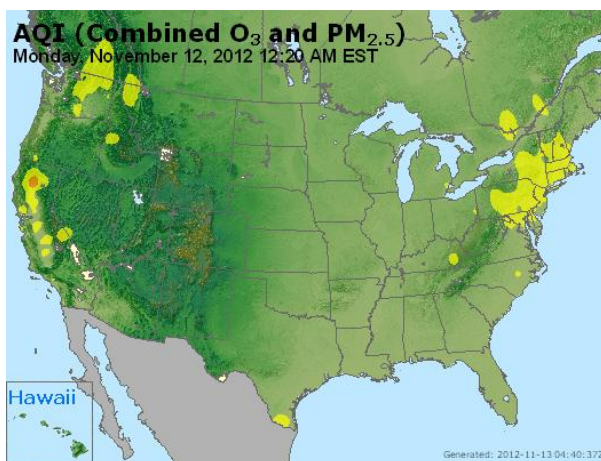 AQI (Combined O₃ and PM₂.₅)
Monday, November 12, 2012 12:20 AM EST
Hawaii
Generated: 2012-11-13 04:40:37Z